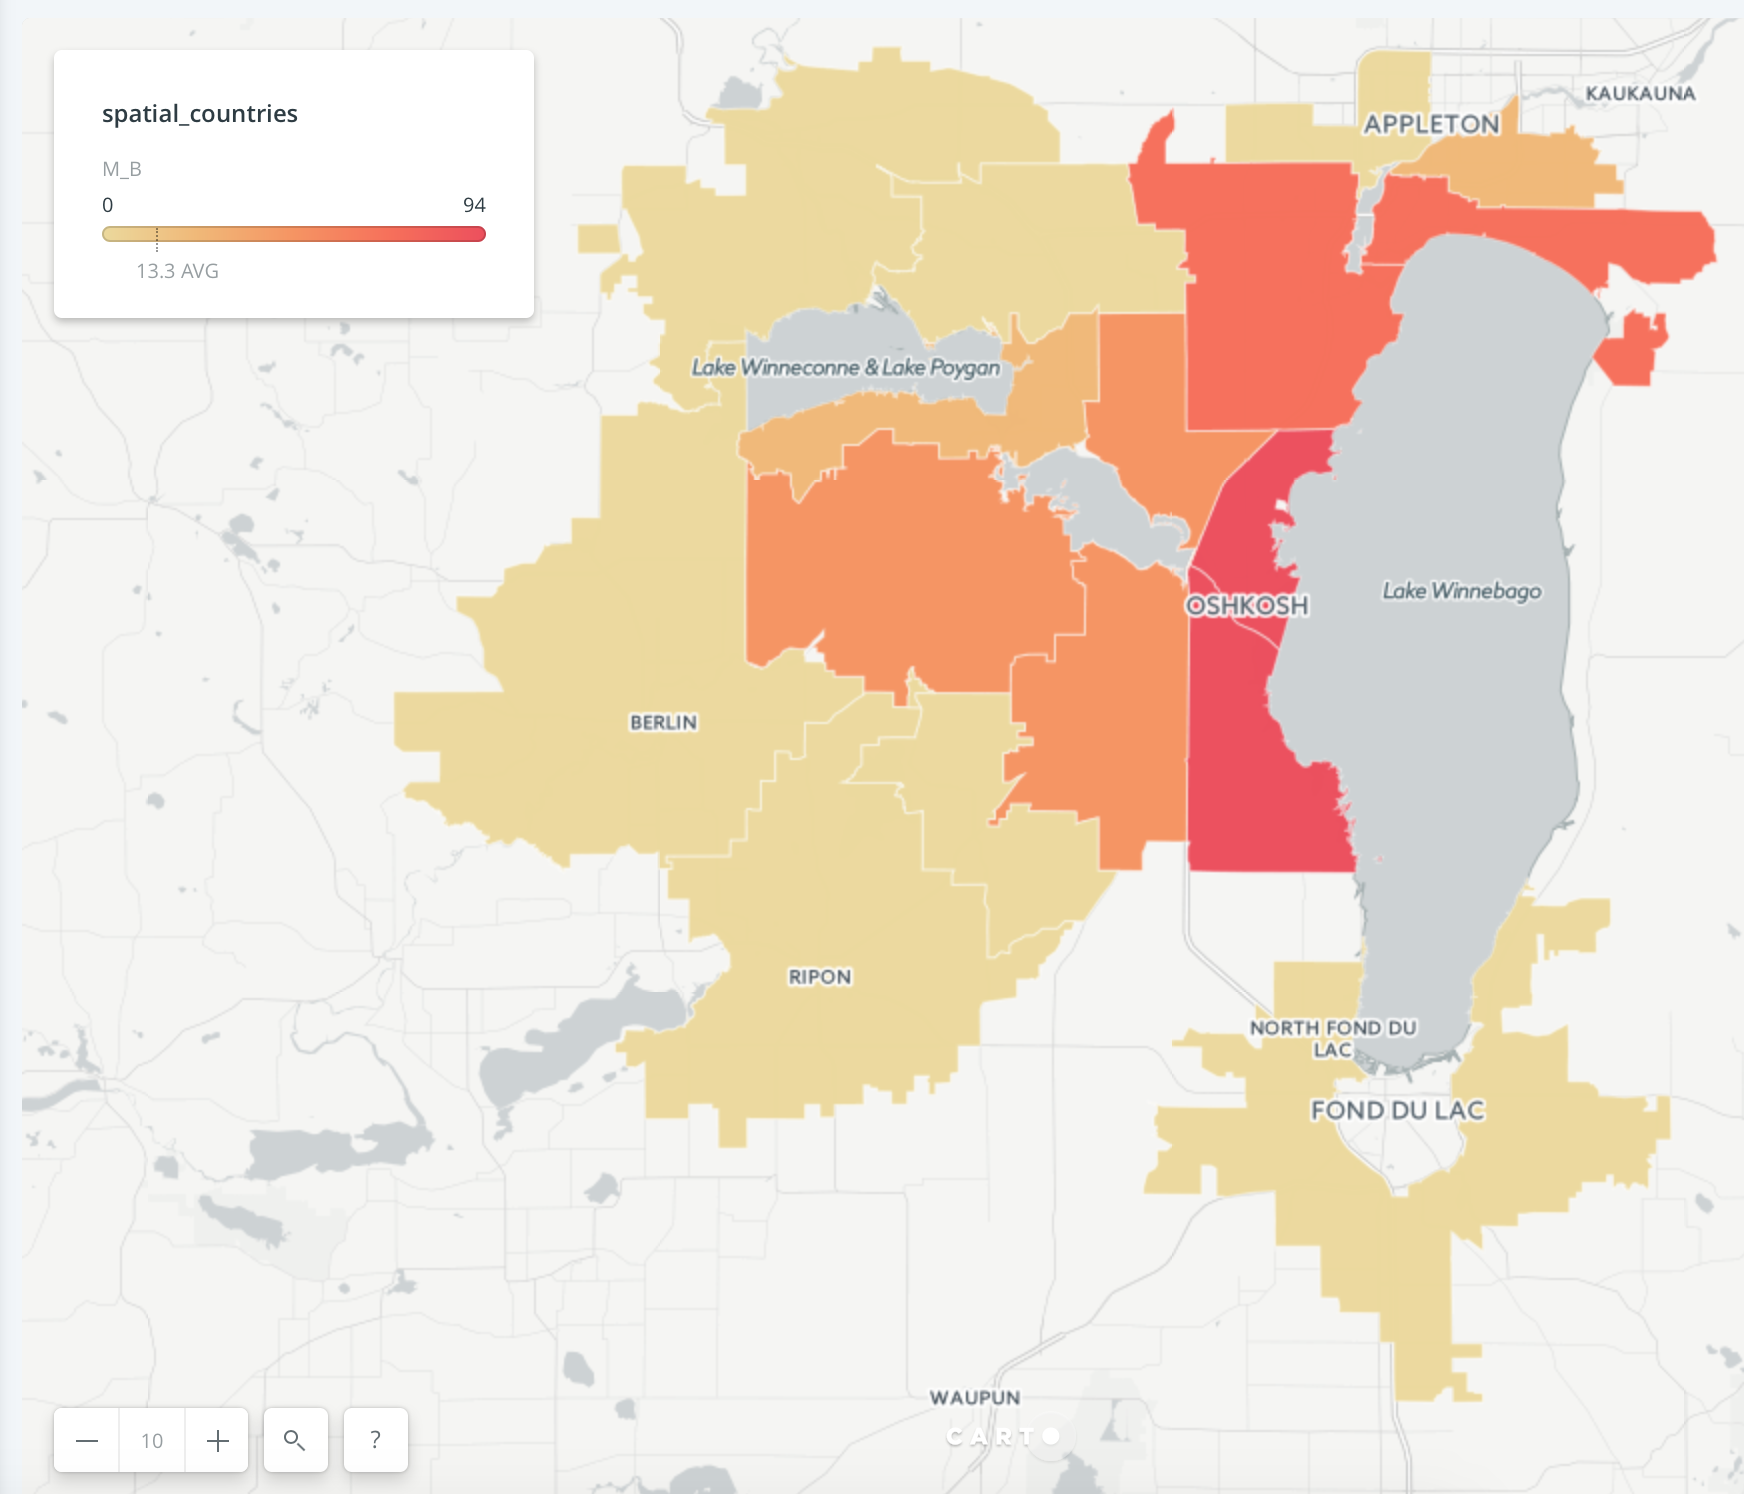 spatial_countries
M_B
0 94
13.3 AVG
KAUKAUNA
APPLETON
Lake Winneconne & Lake Poygan
Lake Winnebago
OSHKOSH
BERLIN
RIPON
NORTH FOND DU
LAC
FOND DU LAC
WAUPUN
CARTO
10
?